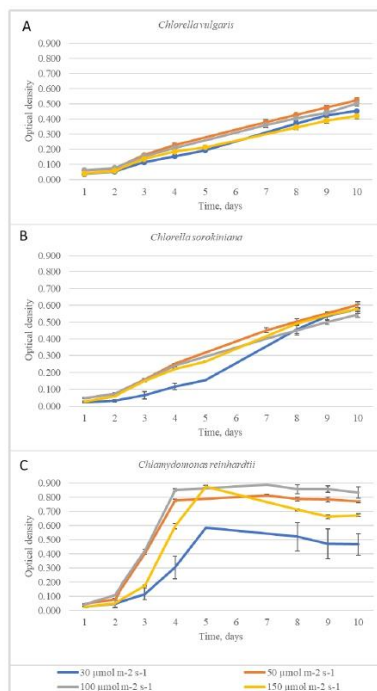 A
Chlorella vulgaris
0.900
0.800
0.700
0.600
0.500
0.400
0.300
0.200
0.100
0.000
Optical density
1 2 3 4 5 6 7 8 9 10
Time, days
B
Chlorella sorokiniana
0.900
0.800
0.700
0.600
0.500
0.400
0.300
0.200
0.100
0.000
Optical density
1 2 3 4 5 6 7 8 9 10
Time, days
C
Chlamydomonas reinhardtii
0.900
0.800
0.700
0.600
0.500
0.400
0.300
0.200
0.100
0.000
Optical density
1 2 3 4 5 6 7 8 9 10
Time, days
30 μmol m-2 s-1 50 μmol m-2 s-1
100 μmol m-2 s-1 150 μmol m-2 s-1